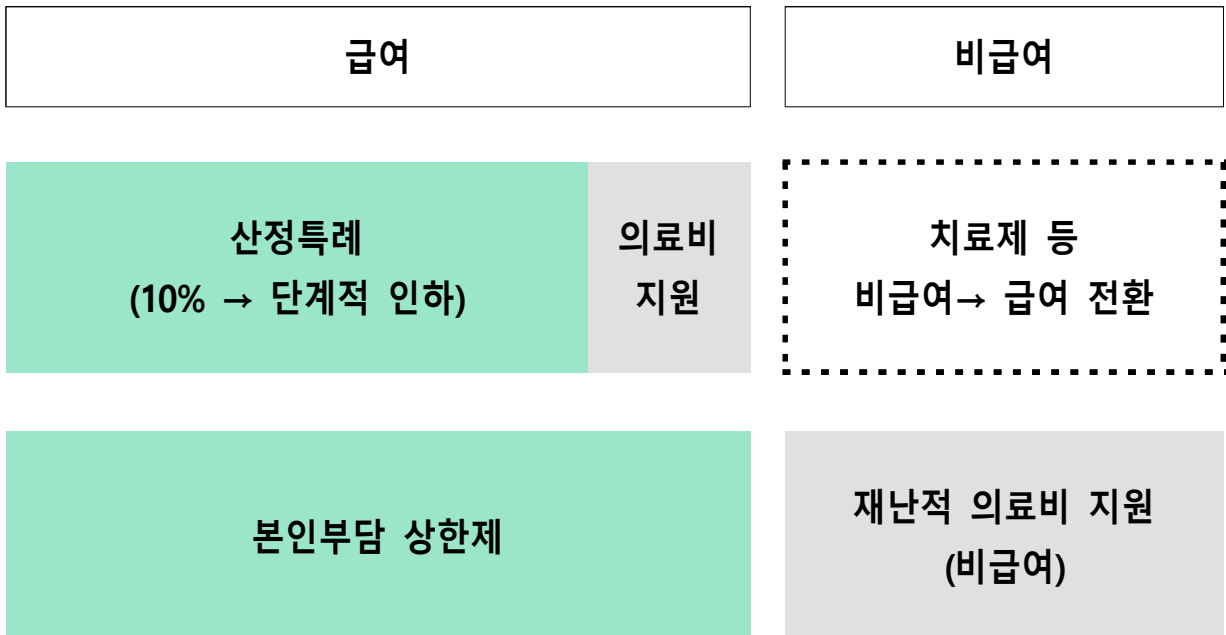 급여
비급여
산정특례
(10% → 단계적 인하)
의료비
지원
치료제 등
비급여→ 급여 전환
본인부담 상한제
재난적 의료비 지원
(비급여)